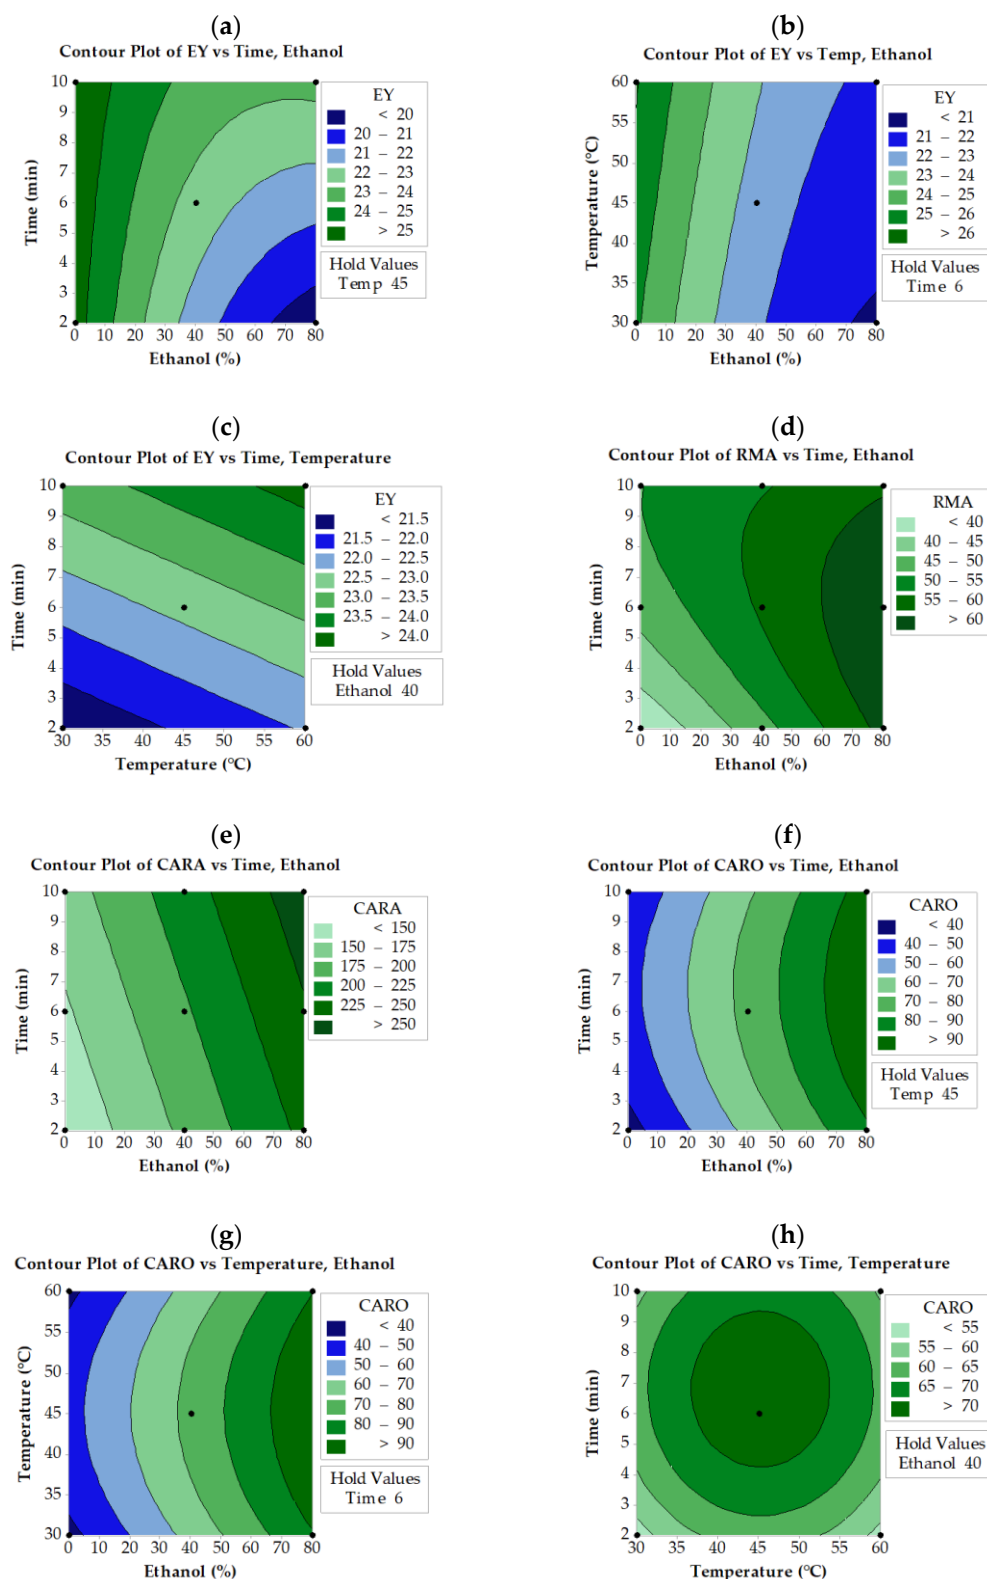 (a)
Contour Plot of EY vs Time, Ethanol
10
9
8
7
6
5
4
3
2
Time (min)
0 10 20 30 40 50 60 70 80
Ethanol (%)
EY
< 20
20 – 21
21 – 22
22 – 23
23 – 24
24 – 25
> 25
Hold Values
Temp 45
(b)
Contour Plot of EY vs Temp, Ethanol
60
55
50
45
40
35
30
Temperature (°C)
0 10 20 30 40 50 60 70 80
Ethanol (%)
EY
< 21
21 – 22
22 – 23
23 – 24
24 – 25
25 – 26
> 26
Hold Values
Time 6
(c)
Contour Plot of EY vs Time, Temperature
10
9
8
7
6
5
4
3
2
Time (min)
30 35 40 45 50 55 60
Temperature (°C)
EY
< 21.5
21.5 – 22.0
22.0 – 22.5
22.5 – 23.0
23.0 – 23.5
23.5 – 24.0
> 24.0
Hold Values
Ethanol 40
(d)
Contour Plot of RMA vs Time, Ethanol
10
9
8
7
6
5
4
3
2
Time (min)
0 10 20 30 40 50 60 70 80
Ethanol (%)
RMA
< 40
40 – 45
45 – 50
50 – 55
55 – 60
> 60
(e)
Contour Plot of CARA vs Time, Ethanol
10
9
8
7
6
5
4
3
2
Time (min)
0 10 20 30 40 50 60 70 80
Ethanol (%)
CARA
< 150
150 – 175
175 – 200
200 – 225
225 – 250
> 250
(f)
Contour Plot of CARO vs Time, Ethanol
10
9
8
7
6
5
4
3
2
Time (min)
0 10 20 30 40 50 60 70 80
Ethanol (%)
CARO
< 40
40 – 50
50 – 60
60 – 70
70 – 80
80 – 90
> 90
Hold Values
Temp 45
(g)
Contour Plot of CARO vs Temperature, Ethanol
60
55
50
45
40
35
30
Temperature (°C)
0 10 20 30 40 50 60 70 80
Ethanol (%)
CARO
< 40
40 – 50
50 – 60
60 – 70
70 – 80
80 – 90
> 90
Hold Values
Time 6
(h)
Contour Plot of CARO vs Time, Temperature
10
9
8
7
6
5
4
3
2
Time (min)
30 35 40 45 50 55 60
Temperature (°C)
CARO
< 55
55 – 60
60 – 65
65 – 70
> 70
Hold Values
Ethanol 40